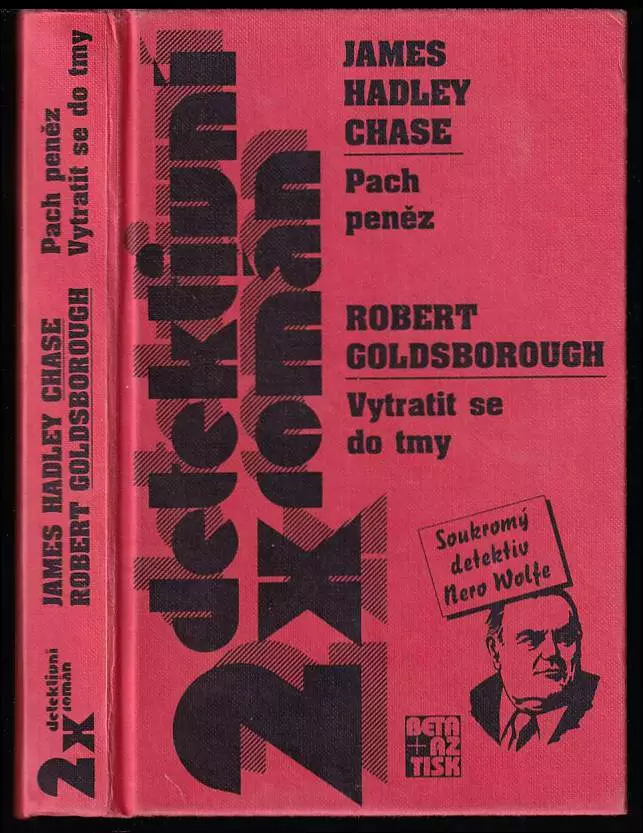 Pach peněz
Vytratit se do tmy
JAMES HADLEY CHASE
ROBERT GOLDSBOROUGH
detektivní
román
2x
2x detektivní
román
JAMES
HADLEY
CHASE
Pach
peněz
ROBERT
GOLDSBOROUGH
Vytratit se
do tmy
Soukromý
detektiv
Nero Wolfe
BETA
+AZ
TISK